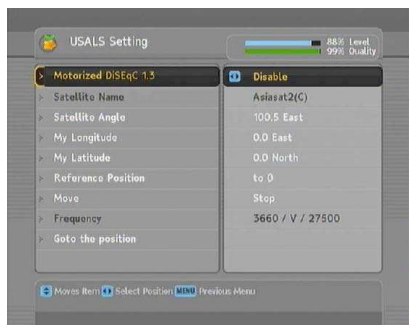 USALS Setting
88% Level
99% Quality
Motorized DiSEqC 1.3 Disable
Satellite Name Asiasat2(C)
Satellite Angle 100.5 East
My Longitude 0.0 East
My Latitude 0.0 North
Reference Position to 0
Move Stop
Frequency 3660 / V / 27500
Goto the position
Moves Item Select Position MENU Previous Menu